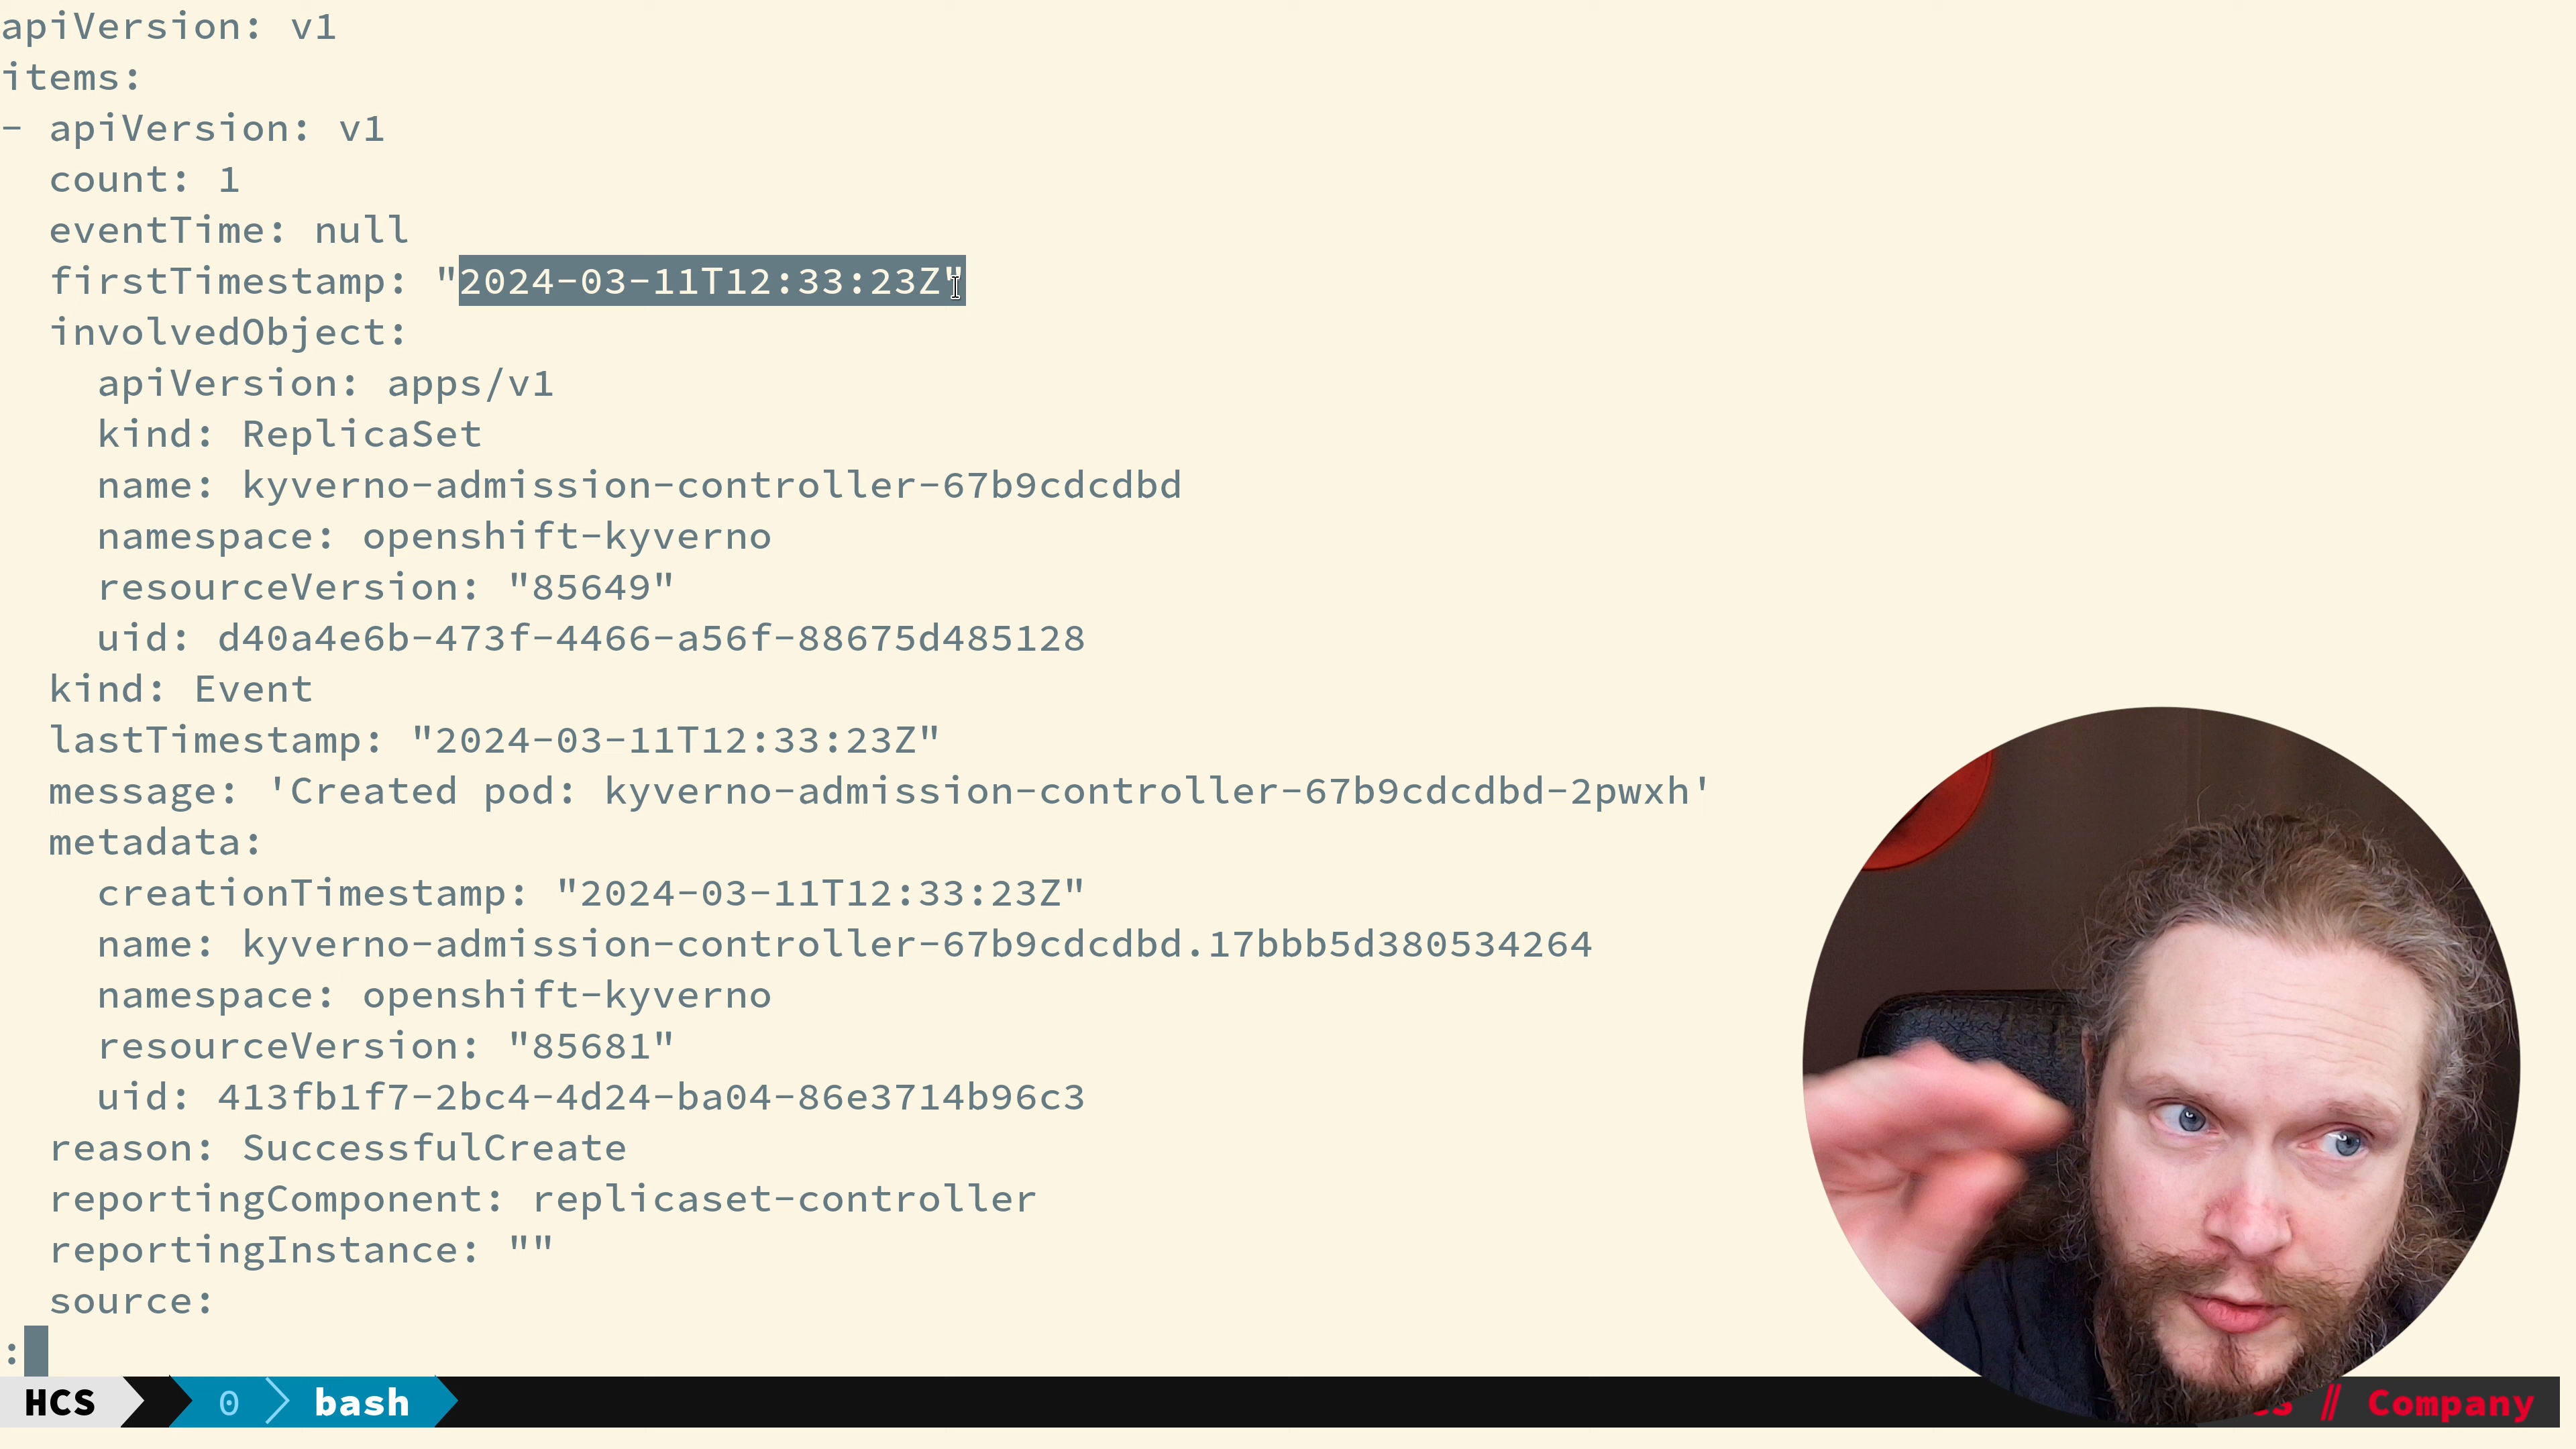 apiVersion: v1
items:
- apiVersion: v1
  count: 1
  eventTime: null
  firstTimestamp: "2024-03-11T12:33:23Z"
  involvedObject:
    apiVersion: apps/v1
    kind: ReplicaSet
    name: kyverno-admission-controller-67b9cdcdbd
    namespace: openshift-kyverno
    resourceVersion: "85649"
    uid: d40a4e6b-473f-4466-a56f-88675d485128
  kind: Event
  lastTimestamp: "2024-03-11T12:33:23Z"
  message: 'Created pod: kyverno-admission-controller-67b9cdcdbd-2pwxh'
  metadata:
    creationTimestamp: "2024-03-11T12:33:23Z"
    name: kyverno-admission-controller-67b9cdcdbd.17bbb5d380534264
    namespace: openshift-kyverno
    resourceVersion: "85681"
    uid: 413fb1f7-2bc4-4d24-ba04-86e3714b96c3
  reason: SuccessfulCreate
  reportingComponent: replicaset-controller
  reportingInstance: ""
  source:
:
HCS 0 bash // Company